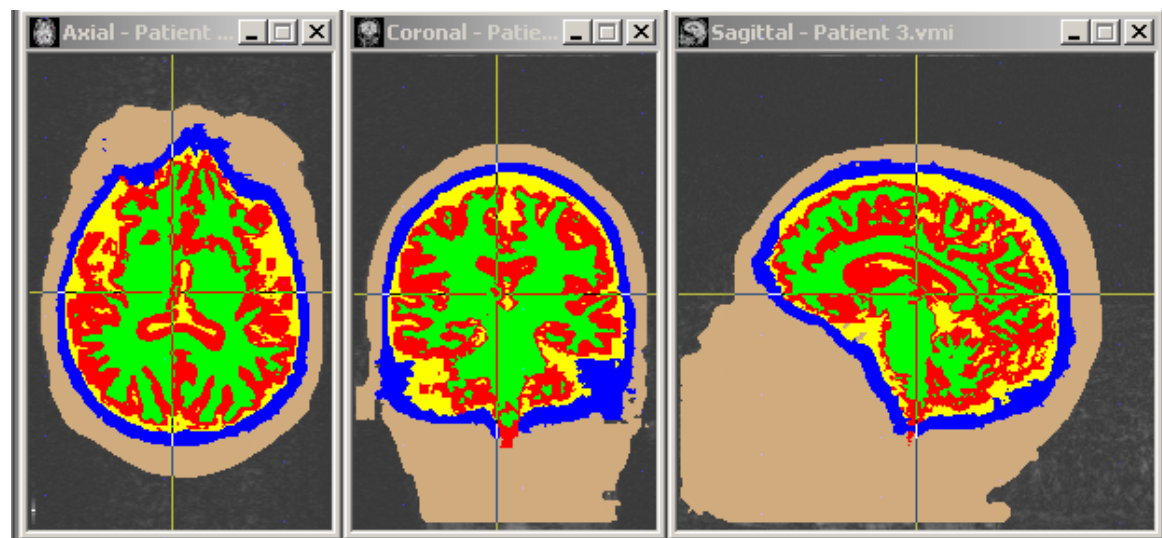 Axial - Patient ...
Coronal - Patie...
Sagittal - Patient 3.vmi